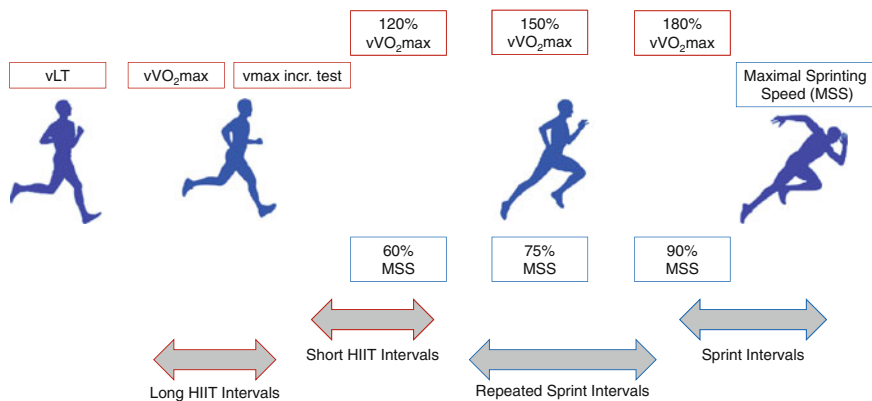 120%
vVO₂max
150%
vVO₂max
180%
vVO₂max
vLT
vVO₂max
vmax incr. test
Maximal Sprinting
Speed (MSS)
60%
MSS
75%
MSS
90%
MSS
Short HIIT Intervals
Sprint Intervals
Long HIIT Intervals
Repeated Sprint Intervals